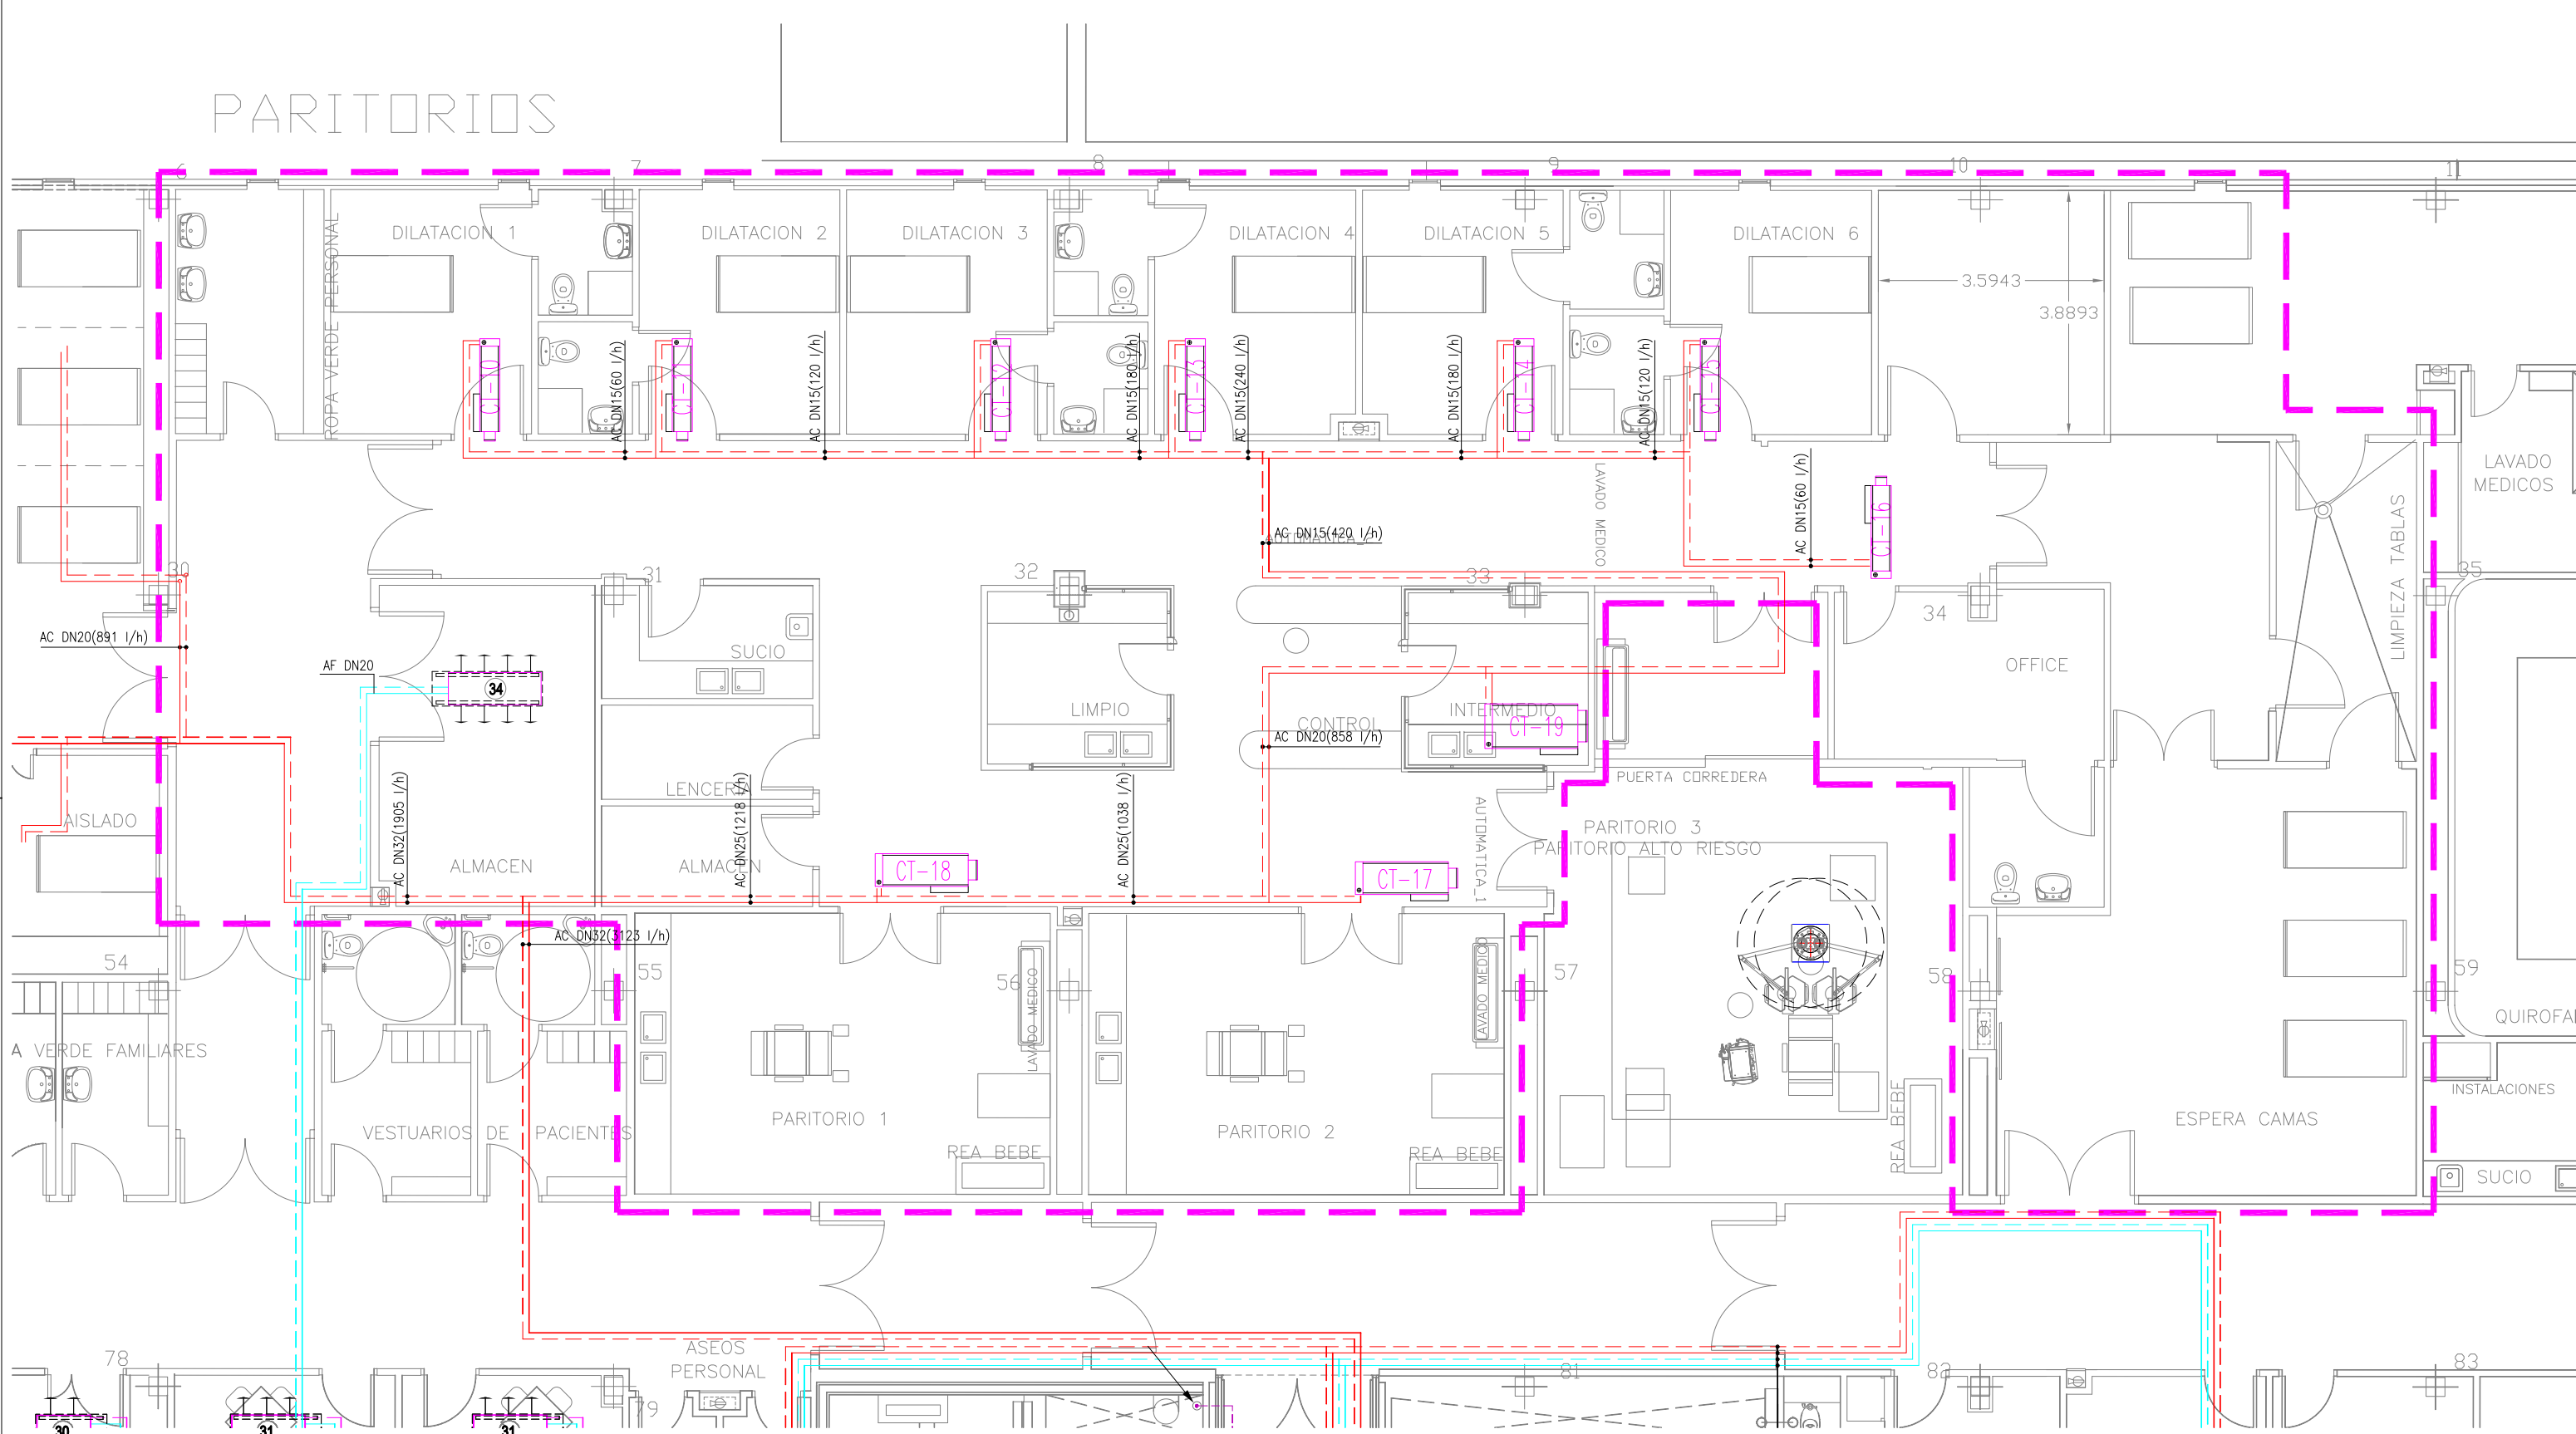 PARITORIOS
6
7
8
9
10
11
DILATACION 1
DILATACION 2
DILATACION 3
DILATACION 4
DILATACION 5
DILATACION 6
ROPA VERDE PERSONAL
3.5943
3.8893
AC DN15(60 l/h)
AC DN15(120 l/h)
AC DN15(180 l/h)
AC DN15(240 l/h)
AC DN15(180 l/h)
AC DN15(120 l/h)
AC DN15(60 l/h)
CT-16
LAVADO MEDICO
LAVADO
MEDICOS
LIMPIEZA TABLAS
AC DN15(420 l/h)
30
31
32
33
34
35
AC DN20(891 l/h)
AF DN20
34
SUCIO
LIMPIO
CONTROL
INTERMEDIO
CT-19
OFFICE
AC DN20(858 l/h)
PUERTA CORREDERA
LENCERIA
AISLADO
ALMACEN
ALMACEN
AC DN32(1905 l/h)
AC DN25(1218 l/h)
AC DN25(1038 l/h)
CT-18
CT-17
AUTOMATICA_1
PARITORIO 3
PARITORIO ALTO RIESGO
AC DN32(3123 l/h)
54
55
56
57
58
59
LAVADO MEDICO
LAVADO MEDICO
A VERDE FAMILIARES
VESTUARIOS DE PACIENTES
PARITORIO 1
PARITORIO 2
REA BEBE
REA BEBE
REA BEBE
ESPERA CAMAS
INSTALACIONES
SUCIO
ASEOS
PERSONAL
78
79
81
82
83
30
31
31